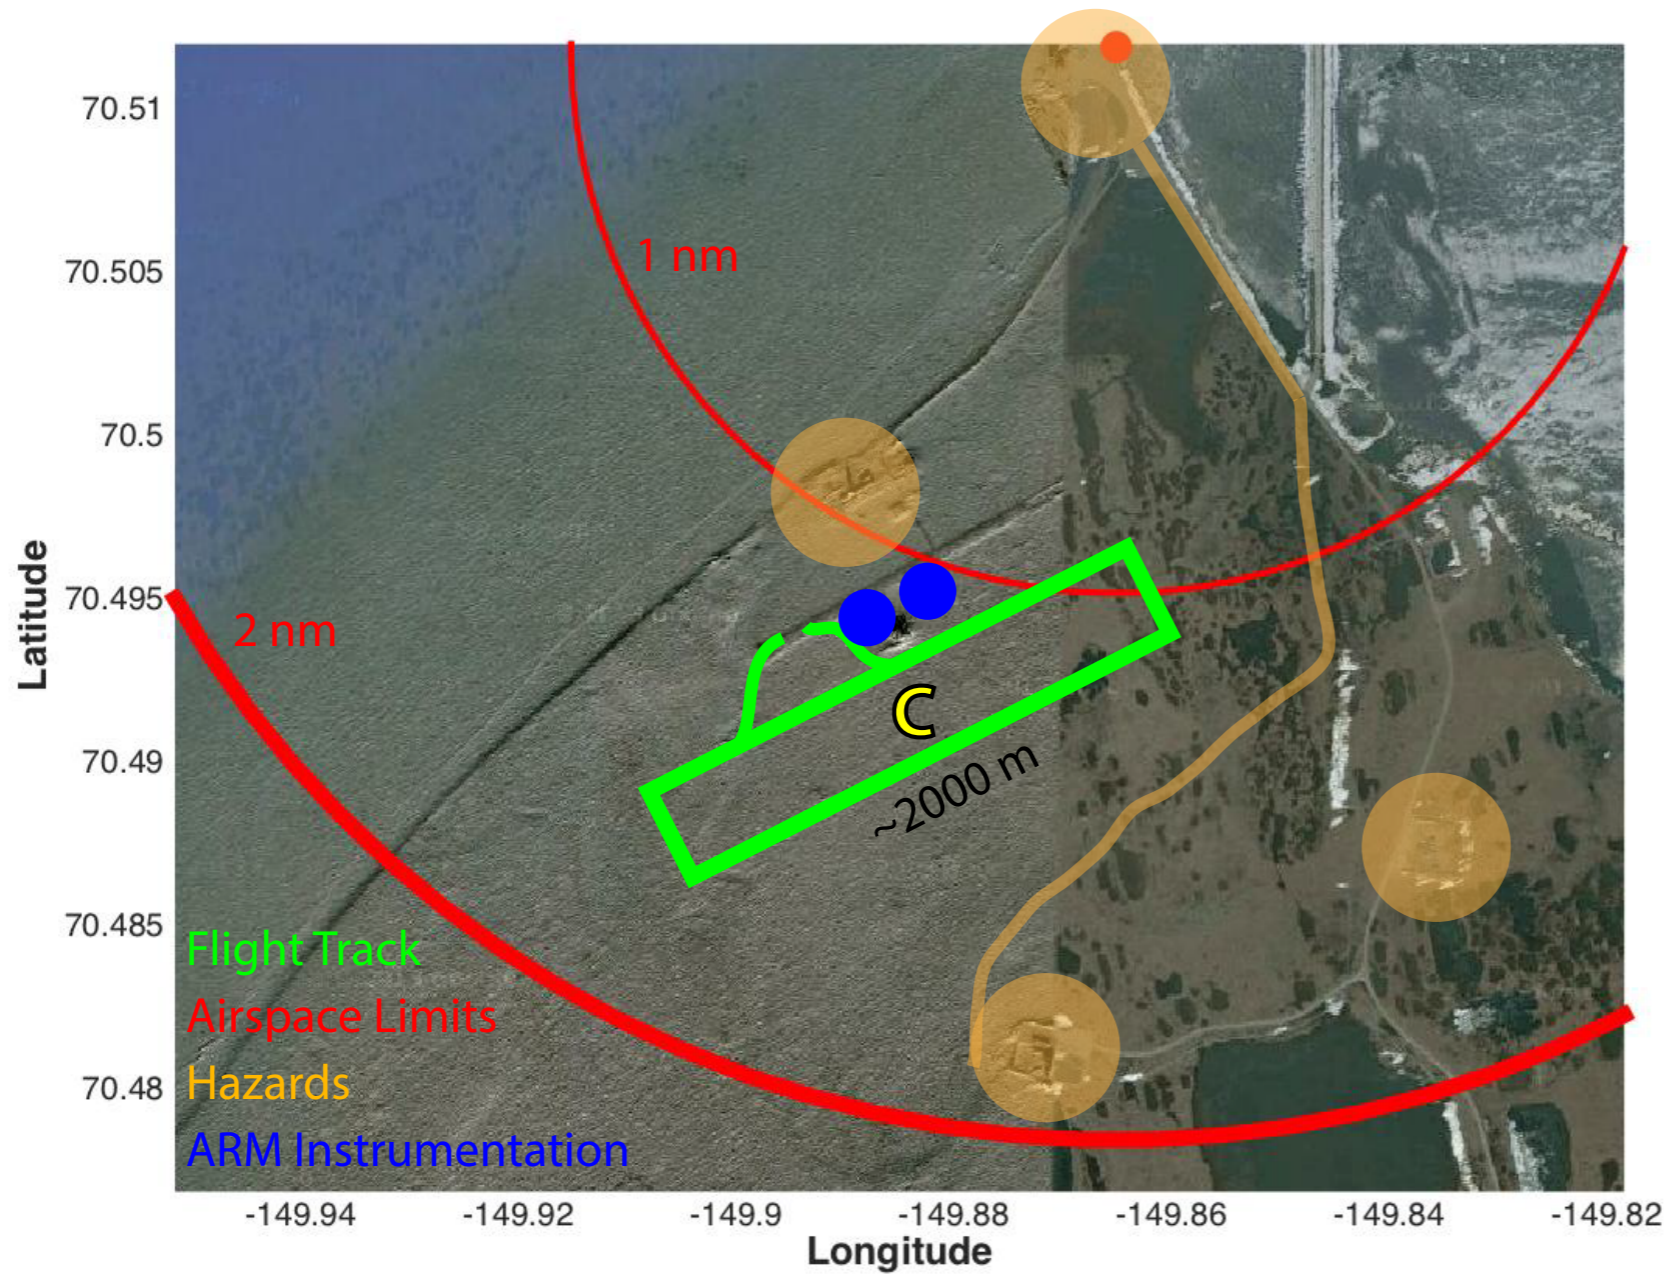 70.51
70.505
70.5
70.495
70.49
70.485
70.48
Latitude
1 nm
2 nm
C
~2000 m
Flight Track
Airspace Limits
Hazards
ARM Instrumentation
-149.94
-149.92
-149.9
-149.88
-149.86
-149.84
-149.82
Longitude